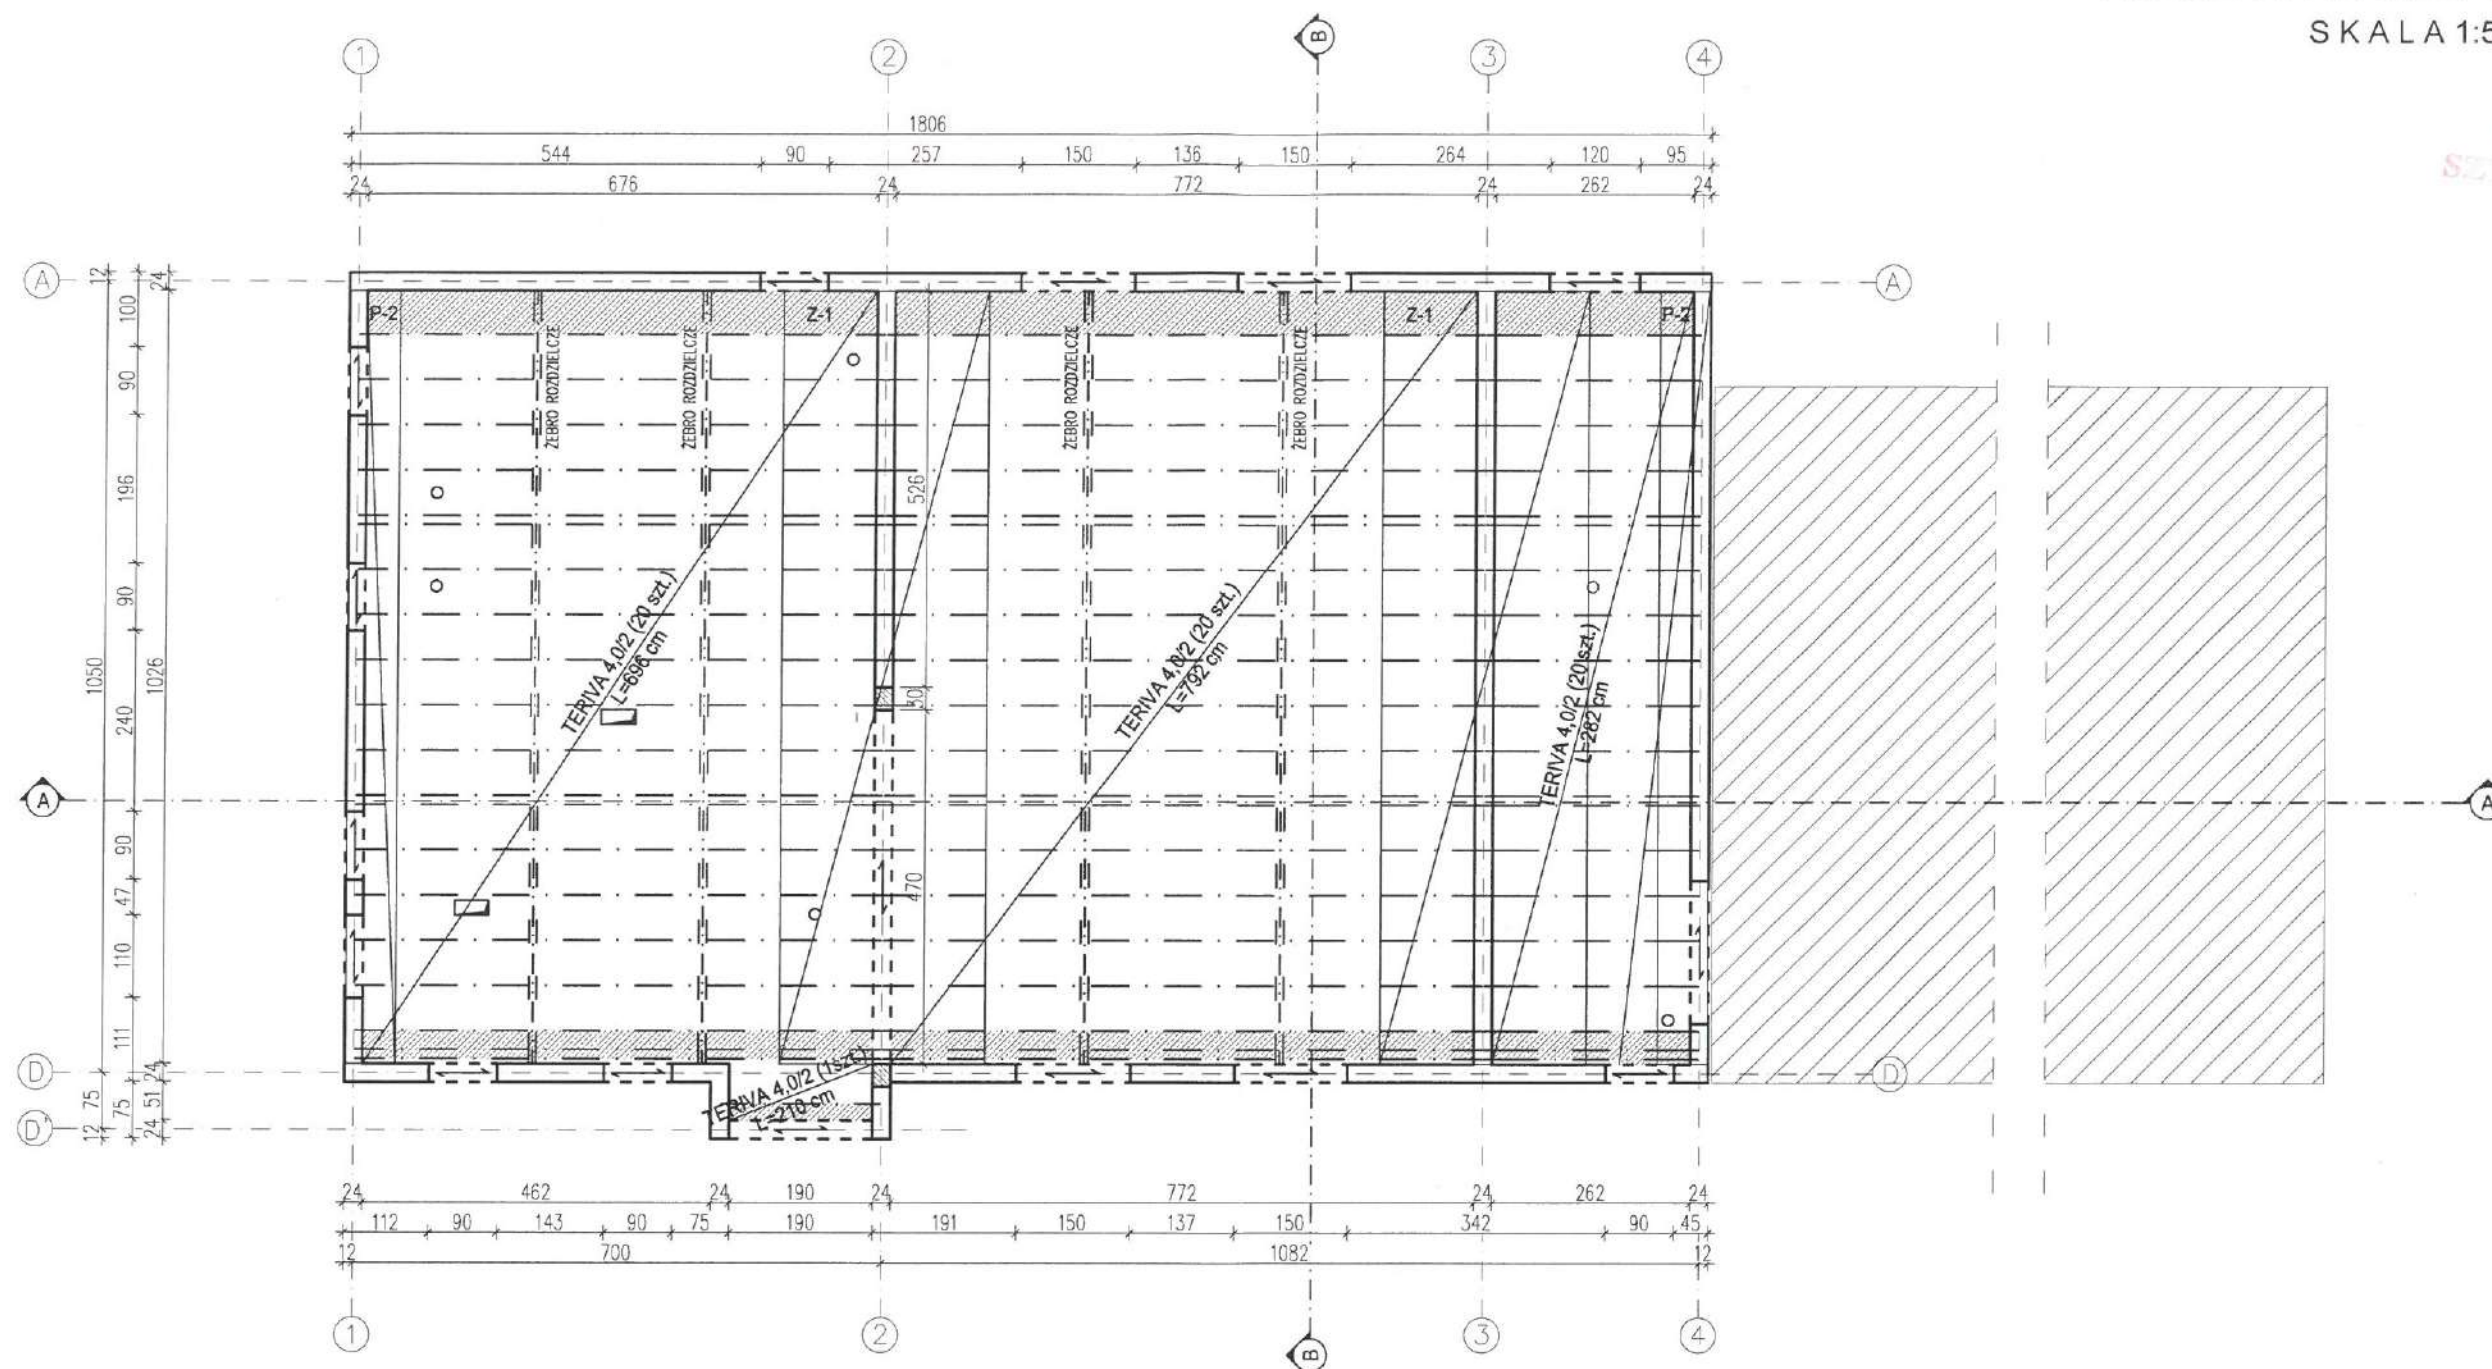 SKALA 1:5
B
1 2 3 4
1806
544 90 257 150 136 150 264 120 95
24 676 24 772 24 262 24
A A
12 24
100
90
196
90
1050 240 1026
90
47
110
111
24
75 75 51
12 24
P-2 Z-1 Z-1 P-2
ŻEBRO ROZDZIELCZE
ŻEBRO ROZDZIELCZE
ŻEBRO ROZDZIELCZE
ŻEBRO ROZDZIELCZE
526
30
470
TERIVA 4,0/2 (20 szt.)
L=696 cm
TERIVA 4,0/2 (20 szt.)
L=792 cm
TERIVA 4,0/2 (20 szt.)
L=282 cm
A A
D D
TERIVA 4,0/2 (1szt.)
L=210 cm
D'
24 462 24 190 24 772 24 262 24
112 90 143 90 75 190 191 150 137 150 342 90 45
12 700 1082 12
1 2 3 4
B